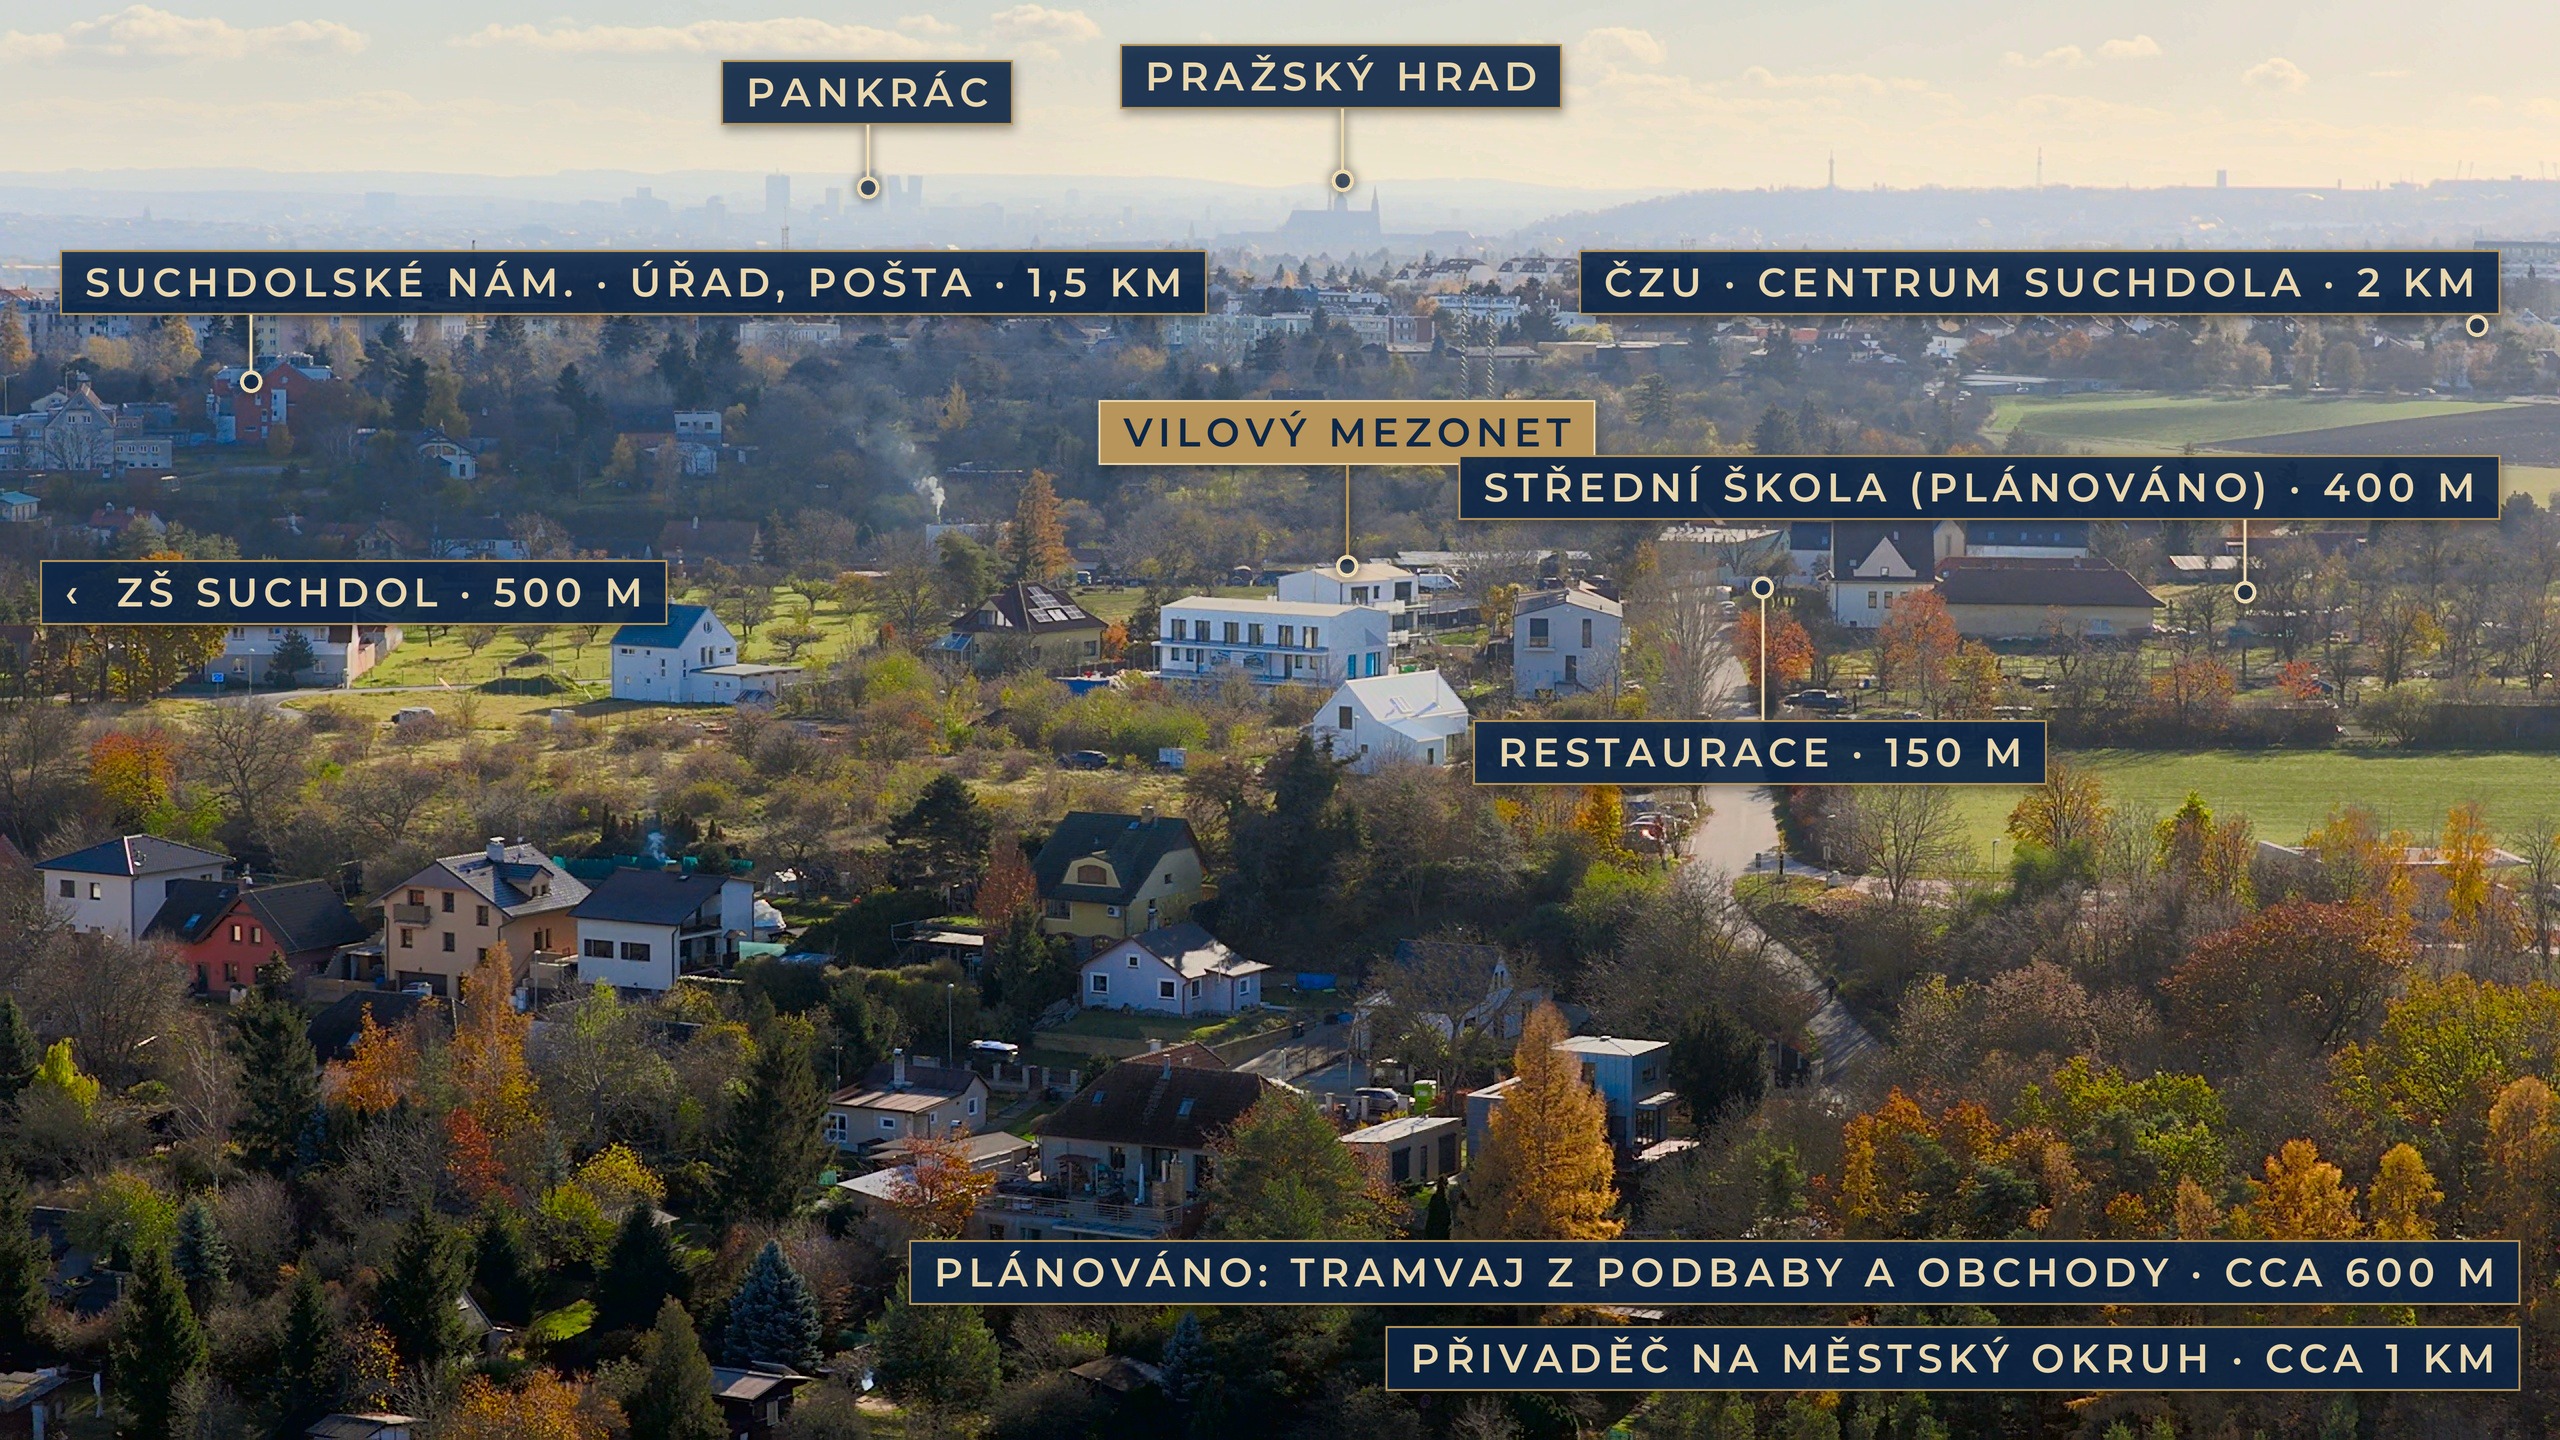 PANKRÁC
PRAŽSKÝ HRAD
SUCHDOLSKÉ NÁM. · ÚŘAD, POŠTA · 1,5 KM
ČZU · CENTRUM SUCHDOLA · 2 KM
VILOVÝ MEZONET
STŘEDNÍ ŠKOLA (PLÁNOVÁNO) · 400 M
‹ ZŠ SUCHDOL · 500 M
RESTAURACE · 150 M
PLÁNOVÁNO: TRAMVAJ Z PODBABY A OBCHODY · CCA 600 M
PŘIVADĚČ NA MĚSTSKÝ OKRUH · CCA 1 KM